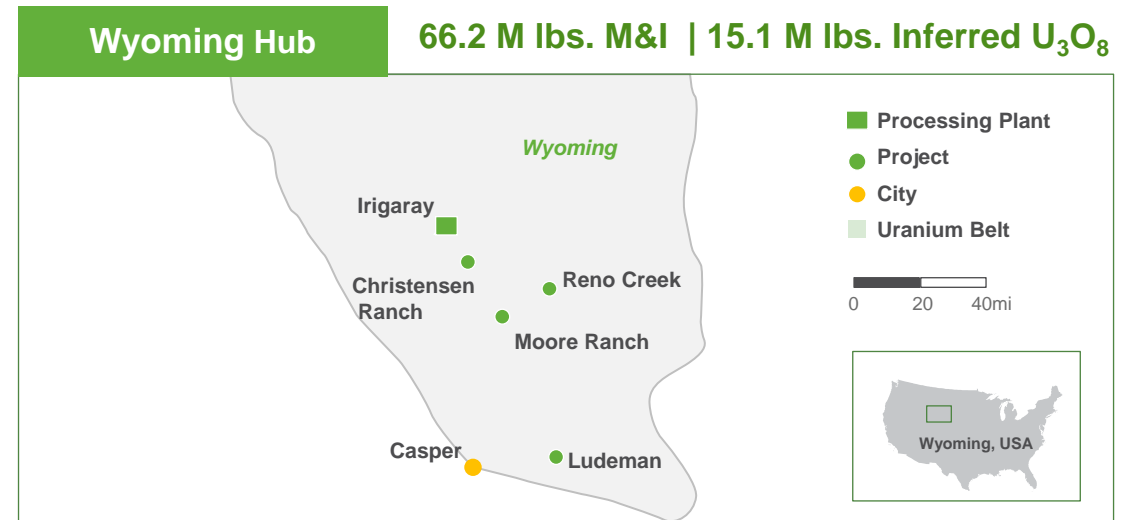 Wyoming Hub
66.2 M lbs. M&I | 15.1 M lbs. Inferred U₃O₈
Wyoming
Irigaray
Christensen
Ranch
Reno Creek
Moore Ranch
Casper
Ludeman
Processing Plant
Project
City
Uranium Belt
0 20 40mi
Wyoming, USA